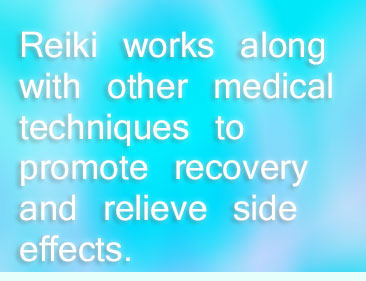 Reiki works along
with other medical
techniques to
promote recovery
and relieve side
effects.